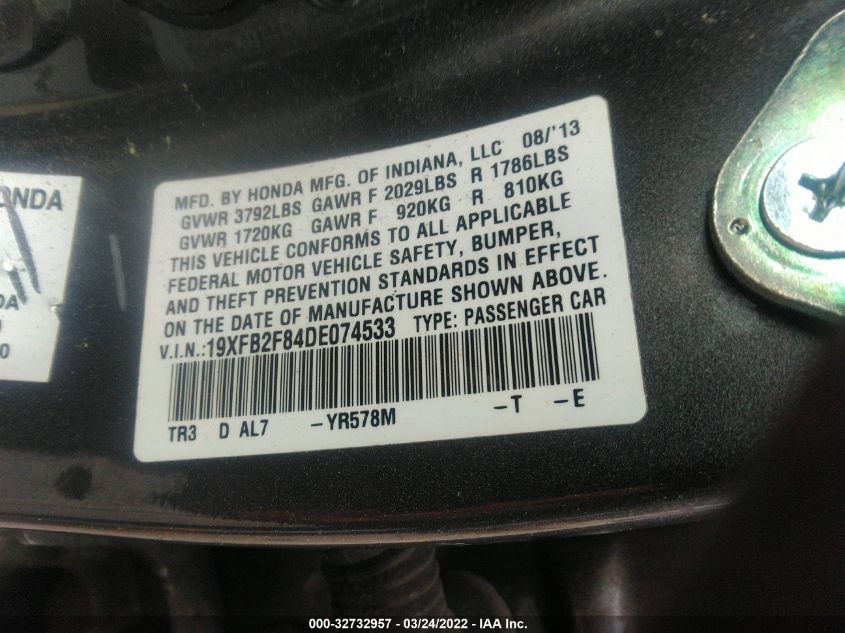 MFD. BY HONDA MFG. OF INDIANA, LLC 08/'13
GVWR 3792LBS GAWR F 2029LBS R 1786LBS
GVWR 1720KG GAWR F 920KG R 810KG
THIS VEHICLE CONFORMS TO ALL APPLICABLE
FEDERAL MOTOR VEHICLE SAFETY, BUMPER,
AND THEFT PREVENTION STANDARDS IN EFFECT
ON THE DATE OF MANUFACTURE SHOWN ABOVE.
V.I.N.:19XFB2F84DE074533 TYPE: PASSENGER CAR
TR3 D AL7 -YR578M -T -E
000-32732957 - 03/24/2022 - IAA Inc.